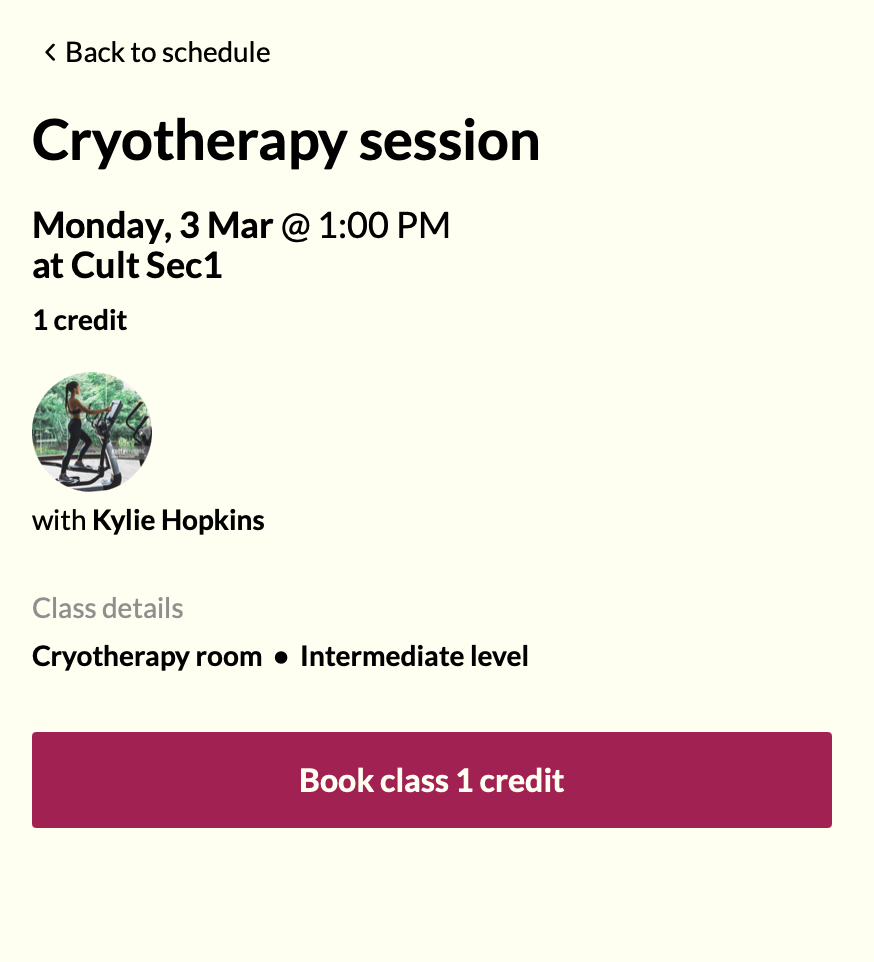 Back to schedule
Cryotherapy session
Monday, 3 Mar @ 1:00 PM
at Cult Sec1
1 credit
with Kylie Hopkins
Class details
Cryotherapy room • Intermediate level
Book class 1 credit